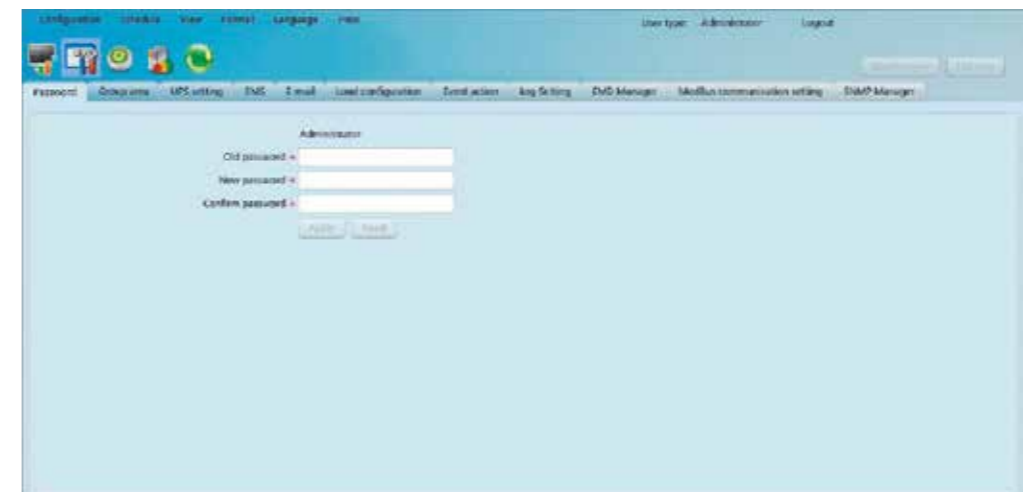 Configuration Schedule View Format Language Help User type: Administrator Logout
Password Group sms UPS setting SMS E-mail Load configuration Event action Log Setting EMD Manager Modbus communication setting SNMP Manager
Administrator
Old password *
New password *
Confirm password *
Apply Reset